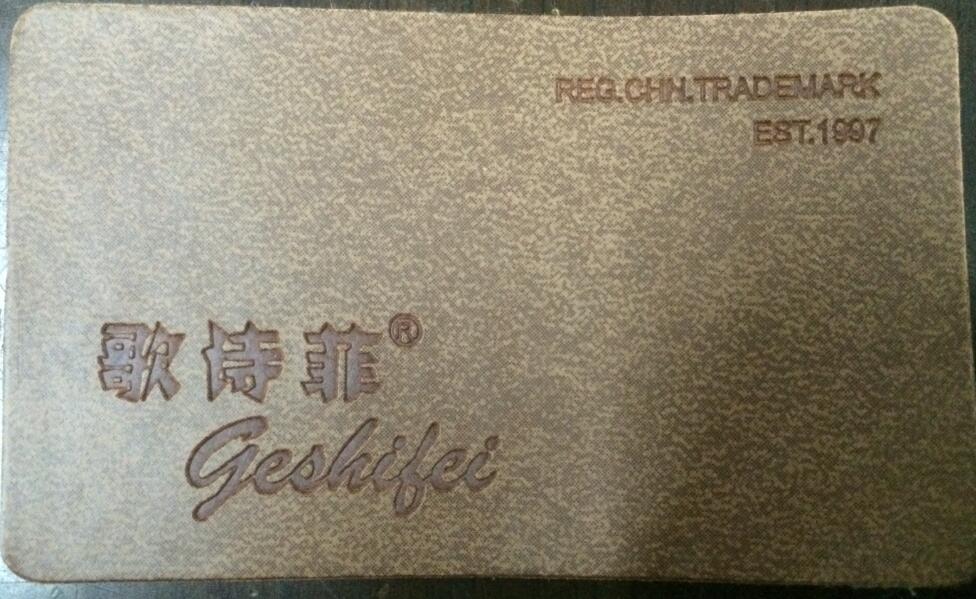 REG.CHN.TRADEMARK
EST.1997
歌诗菲®
Geshifei